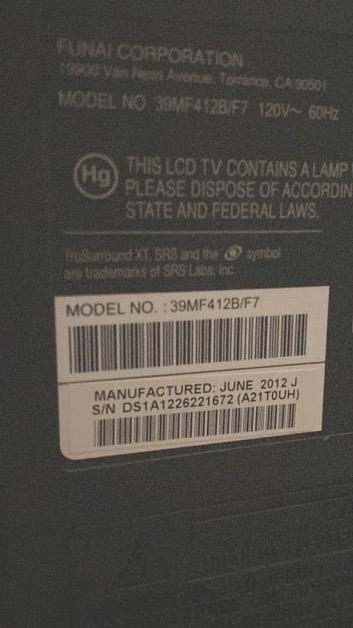 FUNAI CORPORATION
19900 Van Ness Avenue, Torrance, CA 90501
MODEL NO. 39MF412B/F7 120V~ 60Hz
Hg
THIS LCD TV CONTAINS A LAMP
PLEASE DISPOSE OF ACCORDIN
STATE AND FEDERAL LAWS.
TruSurround XT, SRS and the symbol
are trademarks of SRS Labs, Inc.
MODEL NO. : 39MF412B/F7
MANUFACTURED: JUNE 2012 J
S/N DS1A1226221672 (A21T0UH)